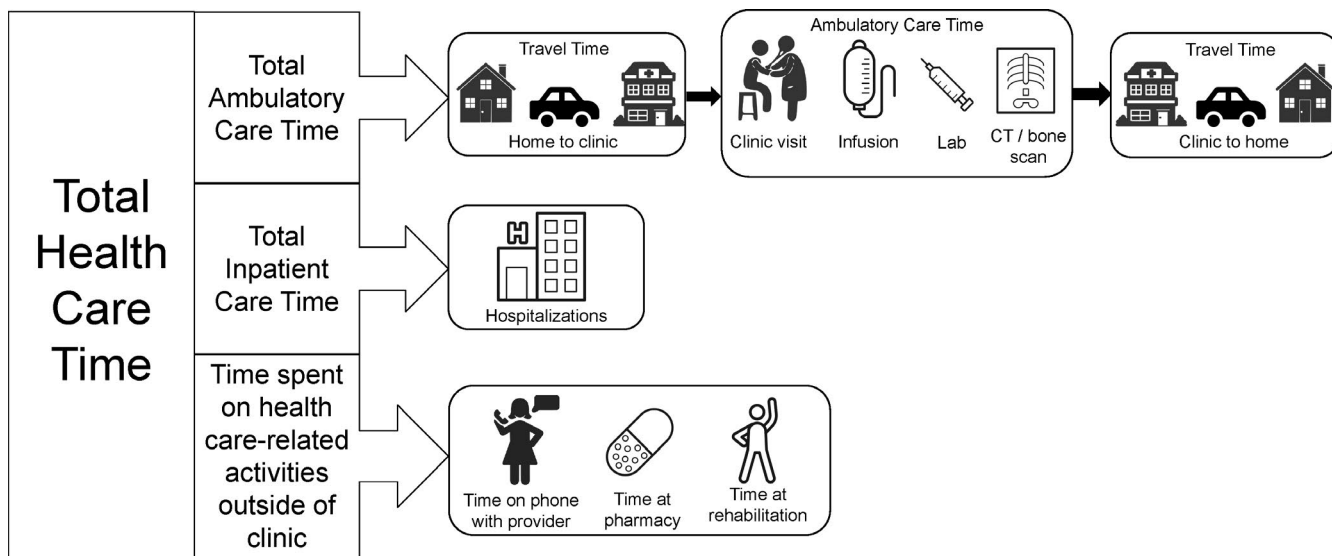 Total
Health
Care
Time
Total
Ambulatory
Care Time
Travel Time
Home to clinic
Ambulatory Care Time
Clinic visit
Infusion
Lab
CT / bone
scan
Travel Time
Clinic to home
Total
Inpatient
Care Time
H
Hospitalizations
Time spent
on health
care-related
activities
outside of
clinic
Time on phone
with provider
Time at
pharmacy
Time at
rehabilitation